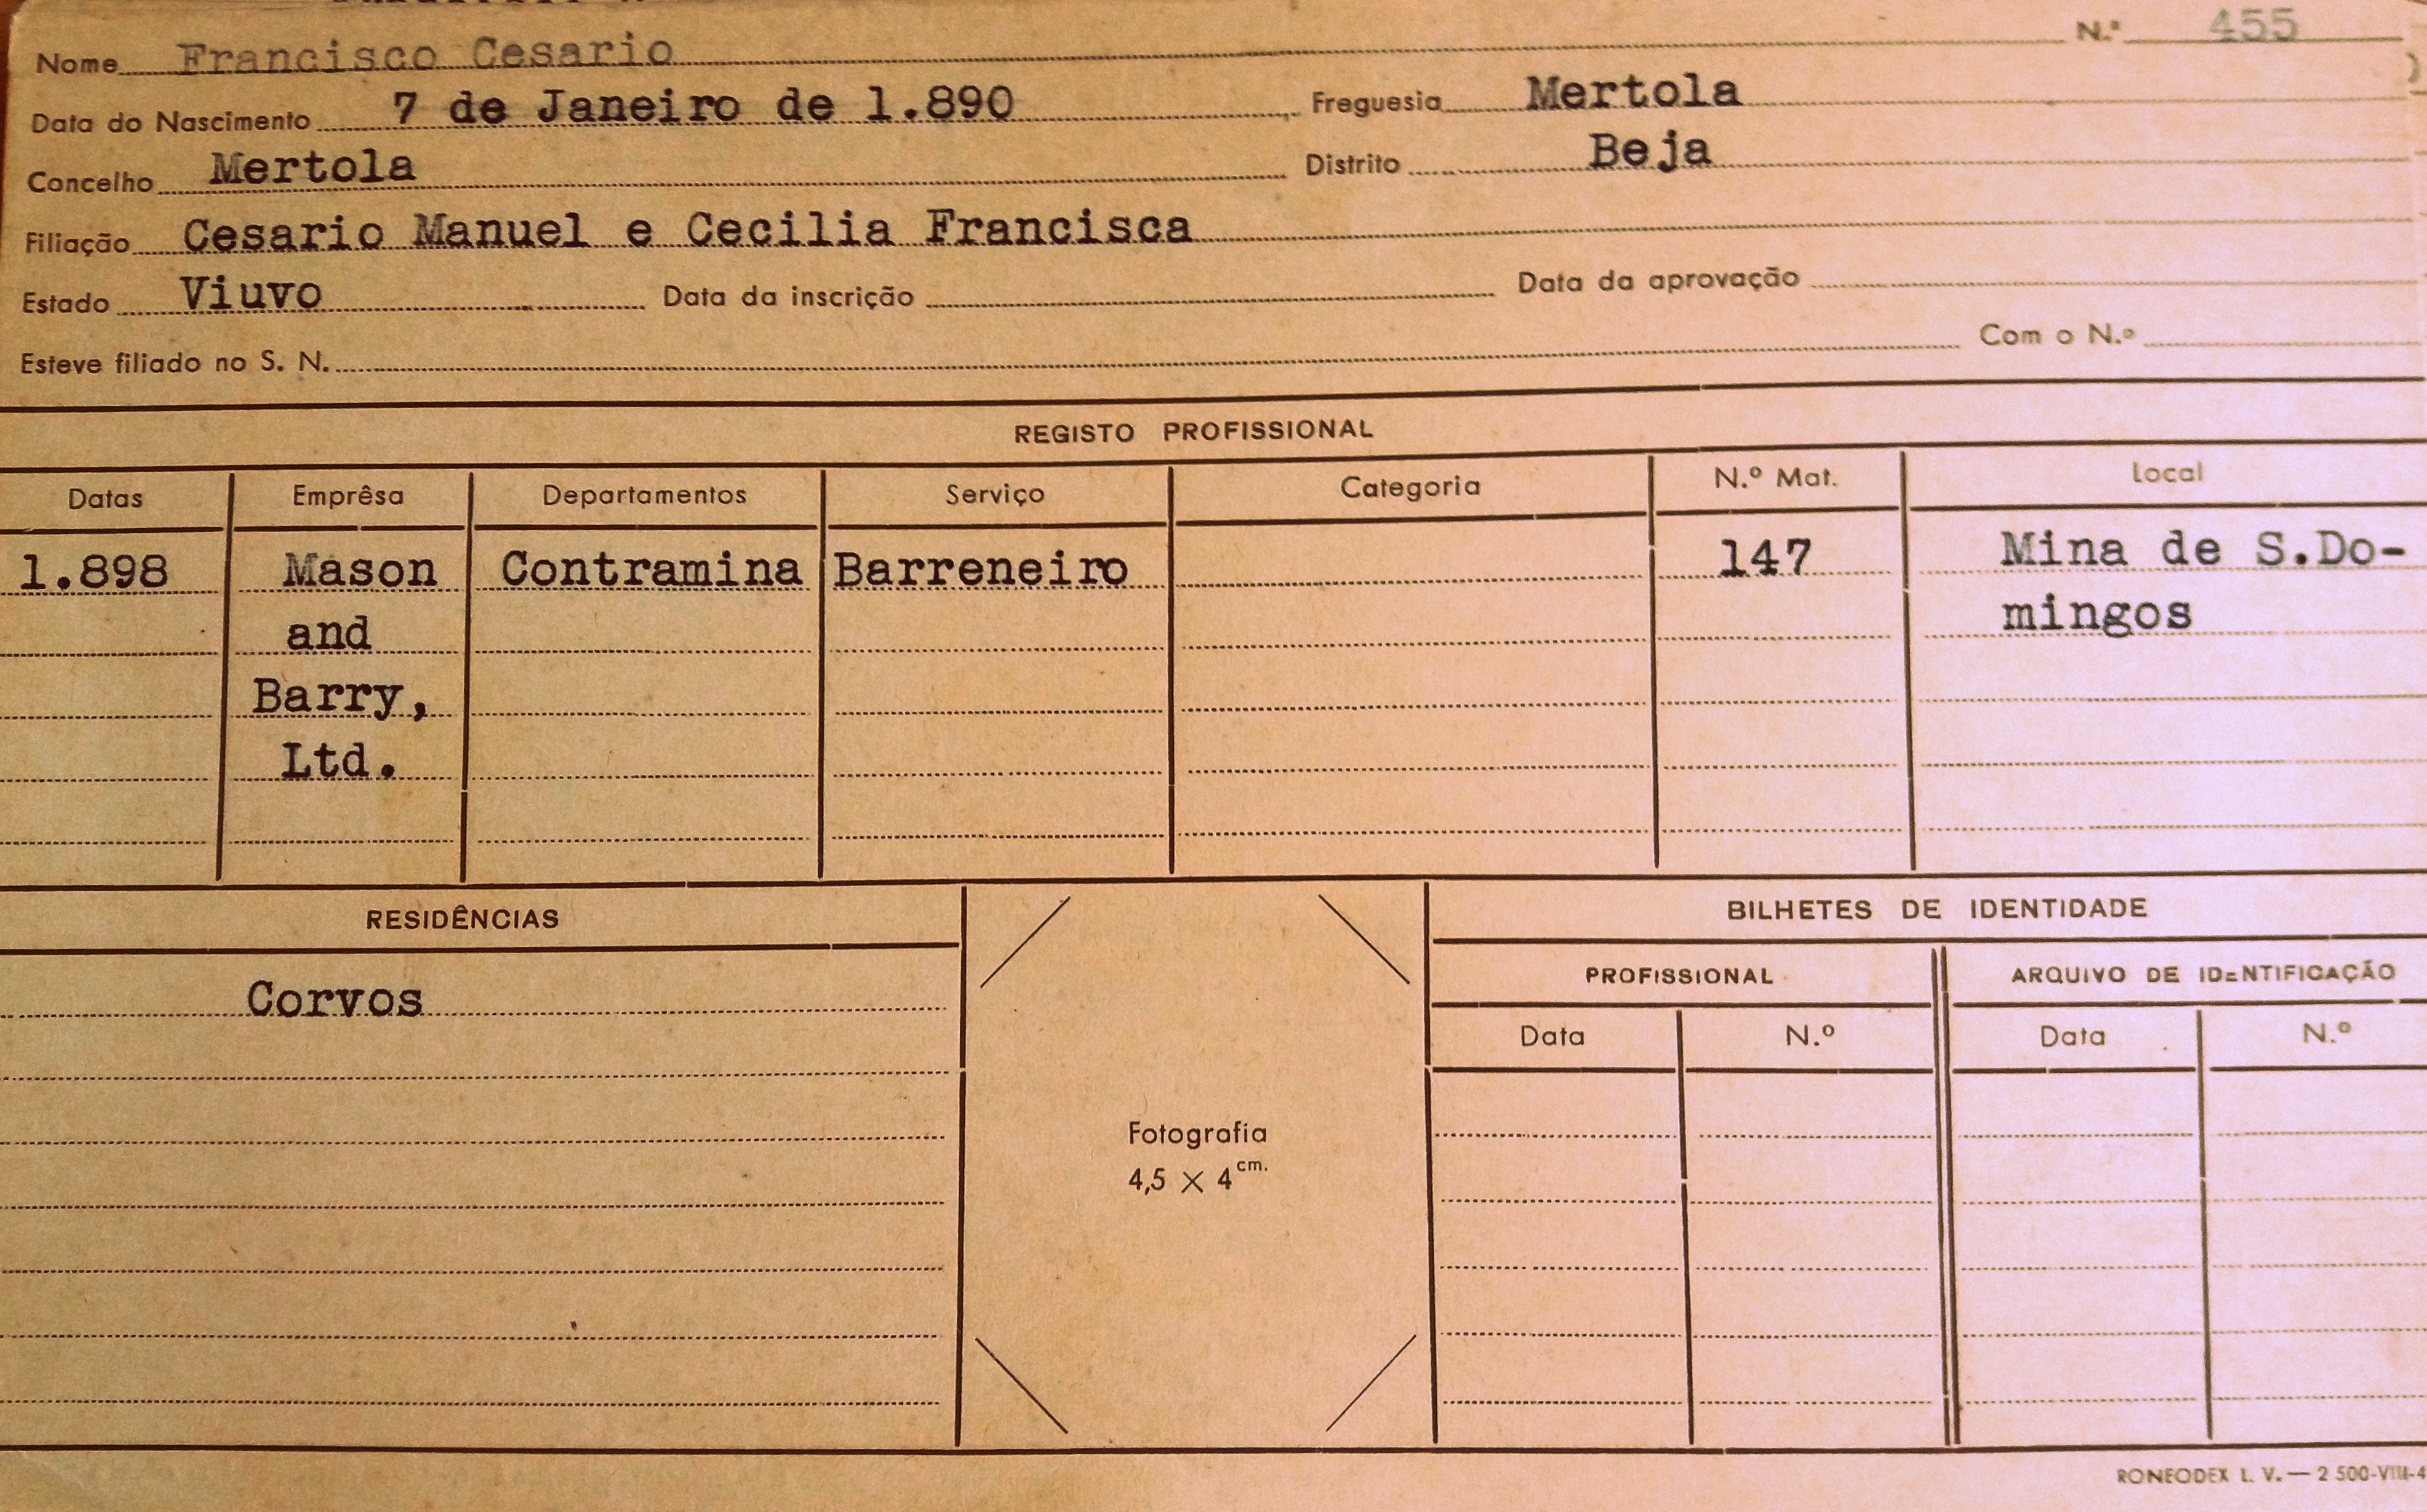 Nome Francisco Cesario N.º 455
Data do Nascimento 7 de Janeiro de 1.890 Freguesia Mertola
Concelho Mertola Distrito Beja
Filiação Cesario Manuel e Cecilia Francisca
Estado Viuvo Data da inscrição Data da aprovação
Esteve filiado no S. N. Com o N.º
REGISTO PROFISSIONAL
Datas Emprêsa Departamentos Serviço Categoria N.º Mat. Local
1.898 Mason Contramina Barreneiro 147 Mina de S.Do-
and mingos
Barry,
Ltd.
RESIDÊNCIAS BILHETES DE IDENTIDADE
PROFISSIONAL ARQUIVO DE IDENTIFICAÇÃO
Corvos
Data N.º Data N.º
Fotografia
4,5 × 4 cm.
RONEODEX L. V. — 2 500-VIII-4